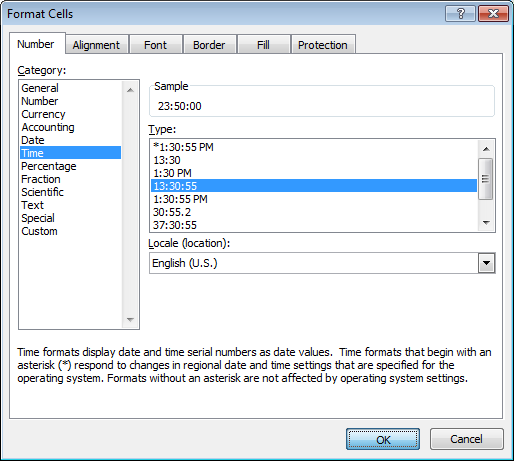 Format Cells
Number Alignment Font Border Fill Protection
Category:
General
Number
Currency
Accounting
Date
Time
Percentage
Fraction
Scientific
Text
Special
Custom
Sample
23:50:00
Type:
*1:30:55 PM
13:30
1:30 PM
13:30:55
1:30:55 PM
30:55.2
37:30:55
Locale (location):
English (U.S.)
Time formats display date and time serial numbers as date values. Time formats that begin with an
asterisk (*) respond to changes in regional date and time settings that are specified for the
operating system. Formats without an asterisk are not affected by operating system settings.
OK Cancel